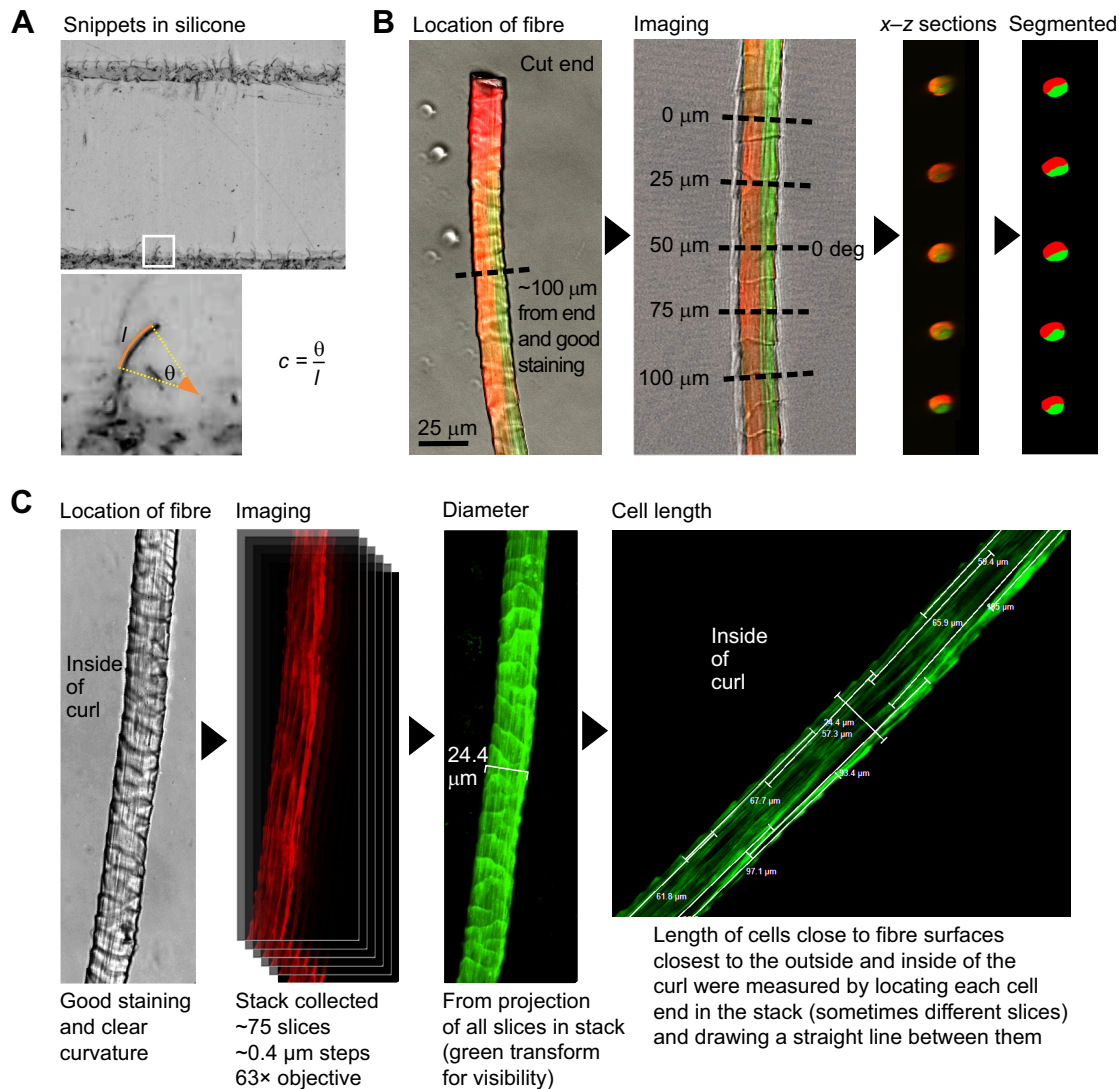 A
Snippets in silicone
l
θ
c = θ
l
B
Location of fibre
Cut end
~100 µm
from end
and good
staining
25 µm
Imaging
0 µm
25 µm
50 µm
0 deg
75 µm
100 µm
x–z sections
Segmented
C
Location of fibre
Inside
of
curl
Good staining
and clear
curvature
Imaging
Stack collected
~75 slices
~0.4 µm steps
63× objective
Diameter
24.4
µm
From projection
of all slices in stack
(green transform
for visibility)
Cell length
Inside
of
curl
59.4 µm
65.9 µm
24.4 µm
57.3 µm
93.4 µm
67.7 µm
97.1 µm
61.8 µm
Length of cells close to fibre surfaces
closest to the outside and inside of the
curl were measured by locating each cell
end in the stack (sometimes different slices)
and drawing a straight line between them